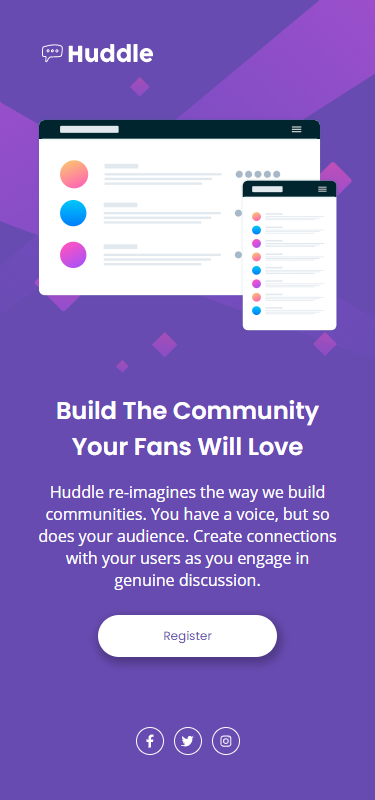 Huddle
Build The Community
Your Fans Will Love
Huddle re-imagines the way we build
communities. You have a voice, but so
does your audience. Create connections
with your users as you engage in
genuine discussion.
Register